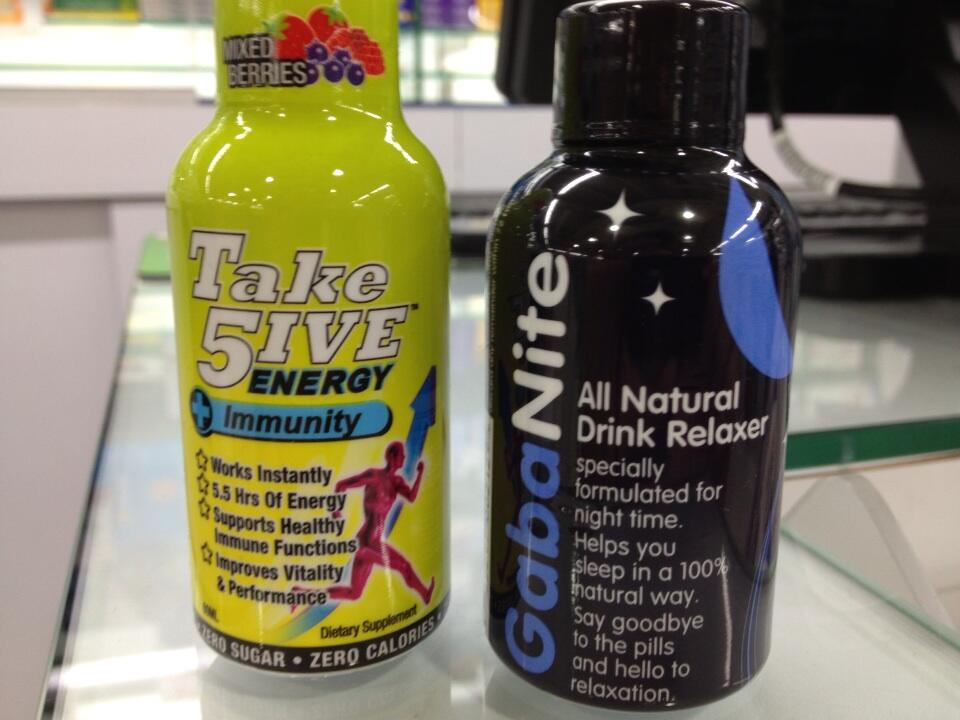 MIXED
BERRIES
Take
5IVE™
ENERGY
+ Immunity
Works Instantly
5.5 Hrs Of Energy
Supports Healthy
Immune Functions
Improves Vitality
& Performance
Dietary Supplement
ZERO SUGAR • ZERO CALORIES •
GabaNite
All Natural
Drink Relaxer
specially
formulated for
night time.
Helps you
sleep in a 100%
natural way.
Say goodbye
to the pills
and hello to
relaxation.